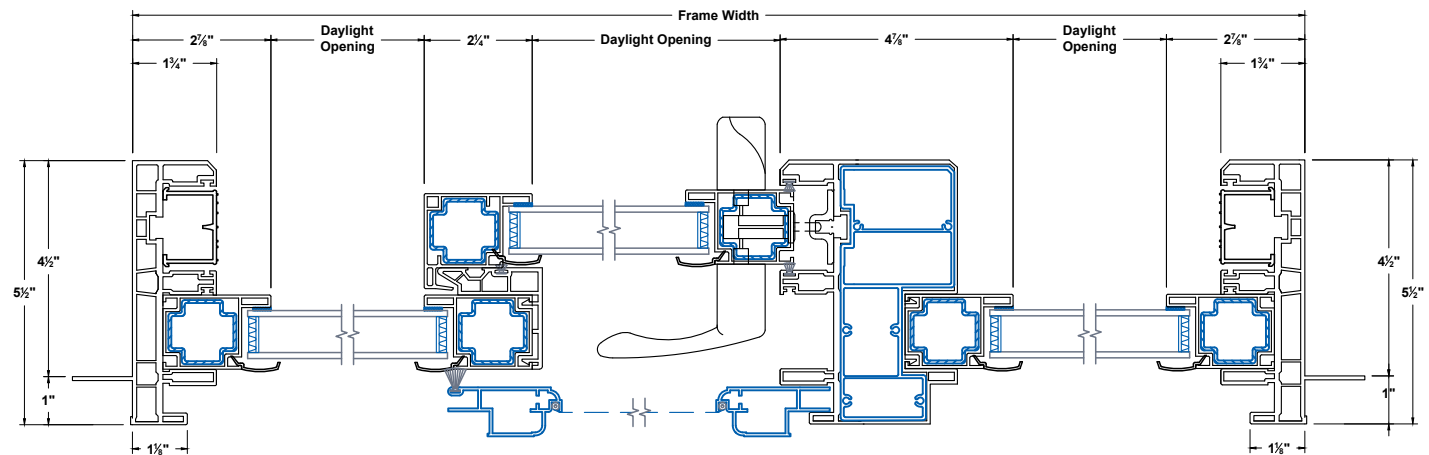 Frame Width
2⅞"
Daylight
Opening
2¼"
Daylight Opening
4⅞"
Daylight
Opening
2⅞"
1¾"
1¾"
4½"
5½"
4½"
5½"
1"
1"
1⅛"
1⅛"